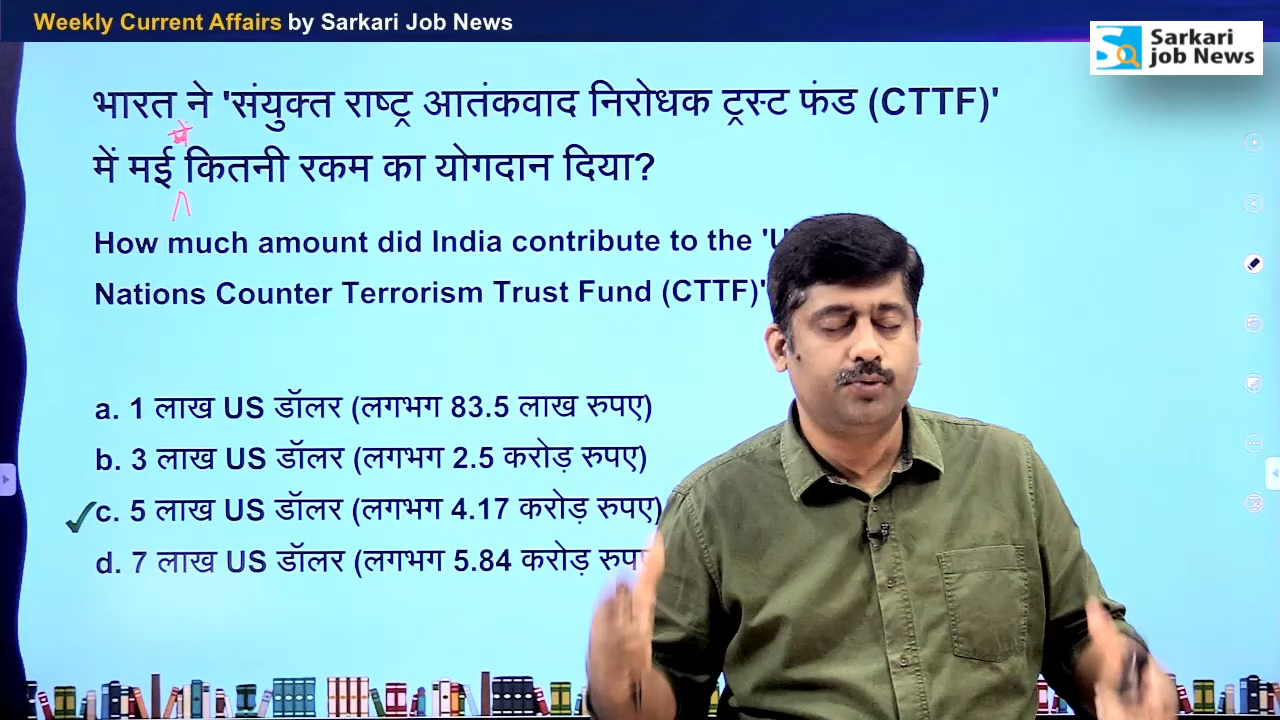 Weekly Current Affairs by Sarkari Job News
Sarkari
Job News
भारत ने 'संयुक्त राष्ट्र आतंकवाद निरोधक ट्रस्ट फंड (CTTF)'
में
में मई कितनी रकम का योगदान दिया?
How much amount did India contribute to the
Nations Counter Terrorism Trust Fund (CTTF)'
a. 1 लाख US डॉलर (लगभग 83.5 लाख रुपए)
b. 3 लाख US डॉलर (लगभग 2.5 करोड़ रुपए)
c. 5 लाख US डॉलर (लगभग 4.17 करोड़ रुपए)
d. 7 लाख US डॉलर (लगभग 5.84 करोड़